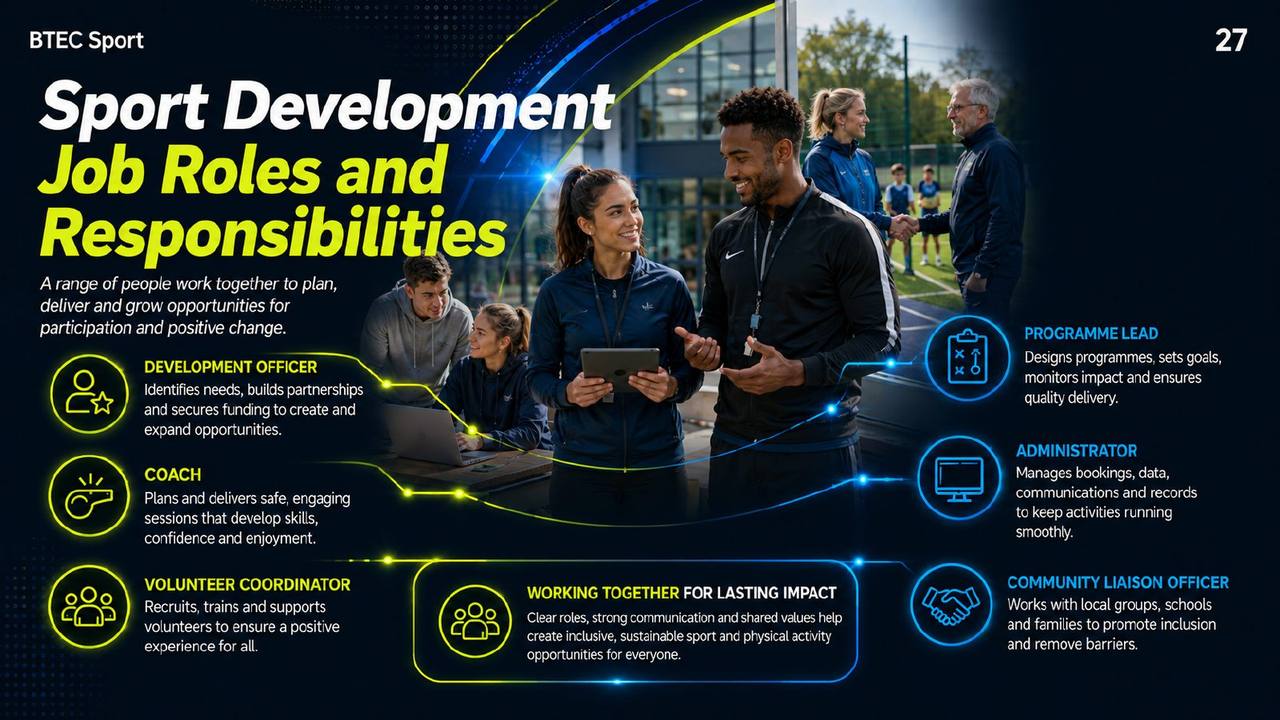 BTEC Sport
27
Sport Development
Job Roles and
Responsibilities
A range of people work together to plan,
deliver and grow opportunities for
participation and positive change.
DEVELOPMENT OFFICER
Identifies needs, builds partnerships
and secures funding to create and
expand opportunities.
COACH
Plans and delivers safe, engaging
sessions that develop skills,
confidence and enjoyment.
VOLUNTEER COORDINATOR
Recruits, trains and supports
volunteers to ensure a positive
experience for all.
WORKING TOGETHER FOR LASTING IMPACT
Clear roles, strong communication and shared values help
create inclusive, sustainable sport and physical activity
opportunities for everyone.
PROGRAMME LEAD
Designs programmes, sets goals,
monitors impact and ensures
quality delivery.
ADMINISTRATOR
Manages bookings, data,
communications and records
to keep activities running
smoothly.
COMMUNITY LIAISON OFFICER
Works with local groups, schools
and families to promote inclusion
and remove barriers.